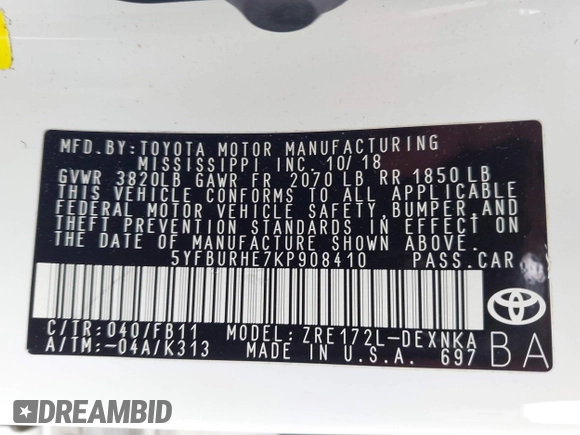 MFD.BY:TOYOTA MOTOR MANUFACTURING
MISSISSIPPI INC. 10/18
GVWR 3820LB GAWR FR 2070 LB RR 1850 LB
THIS VEHICLE CONFORMS TO ALL APPLICABLE
FEDERAL MOTOR VEHICLE SAFETY, BUMPER, AND
THEFT PREVENTION STANDARDS IN EFFECT ON
THE DATE OF MANUFACTURE SHOWN ABOVE.
5YFBURHE7KP908410 PASS.CAR
C/TR:040/FB11 MODEL:ZRE172L-DEXNKA
A/TM:-04A/K313 MADE IN U.S.A. 697
BA
DREAMBID